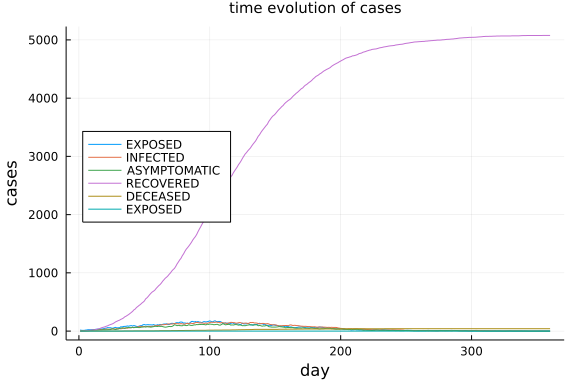 time evolution of cases
5000
4000
3000
2000
1000
0
cases
EXPOSED
INFECTED
ASYMPTOMATIC
RECOVERED
DECEASED
EXPOSED
0 100 200 300
day